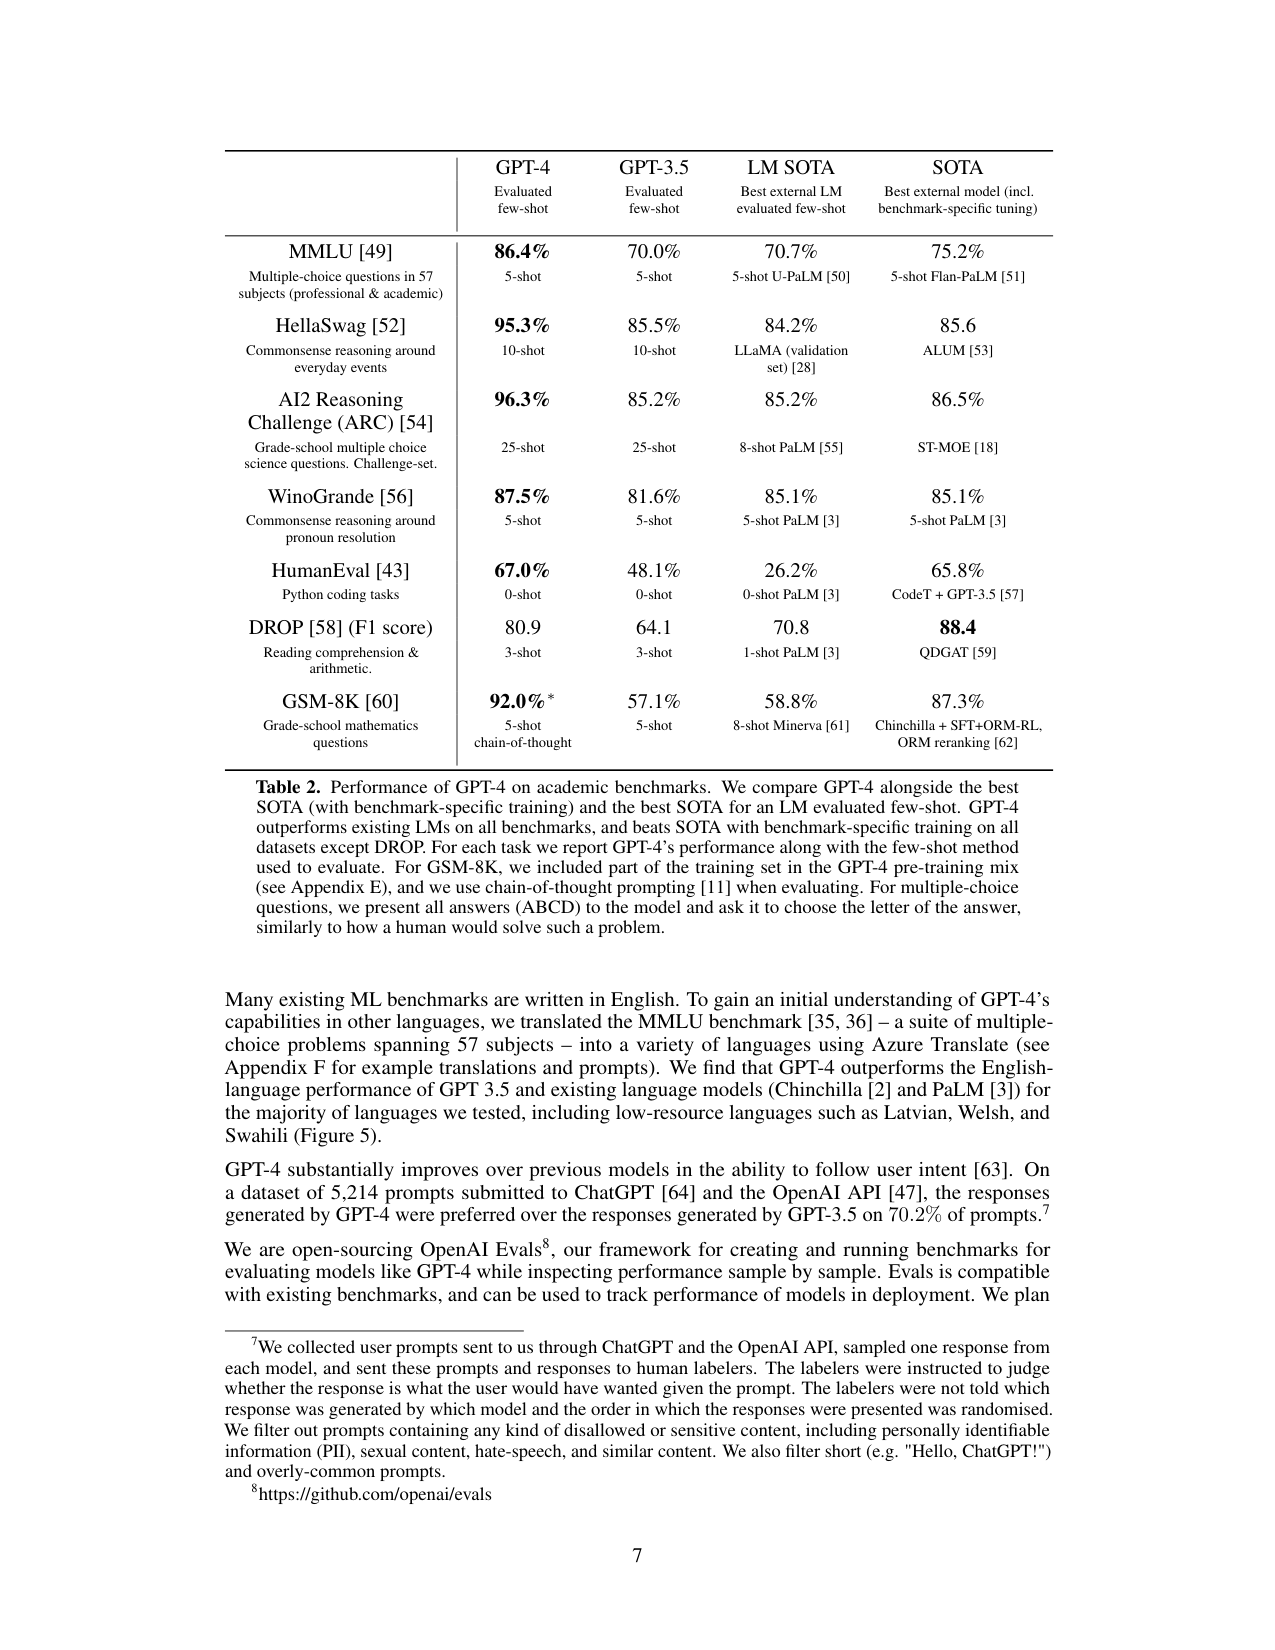 GPT-4 GPT-3.5 LM SOTA SOTA
Evaluated Evaluated Best external LM Best external model (incl.
few-shot few-shot evaluated few-shot benchmark-specific tuning)
MMLU [49] 86.4% 70.0% 70.7% 75.2%
Multiple-choice questions in 57 5-shot 5-shot 5-shot U-PaLM [50] 5-shot Flan-PaLM [51]
subjects (professional & academic)
HellaSwag [52] 95.3% 85.5% 84.2% 85.6
Commonsense reasoning around 10-shot 10-shot LLaMA (validation ALUM [53]
everyday events set) [28]
AI2 Reasoning 96.3% 85.2% 85.2% 86.5%
Challenge (ARC) [54]
Grade-school multiple choice 25-shot 25-shot 8-shot PaLM [55] ST-MOE [18]
science questions. Challenge-set.
WinoGrande [56] 87.5% 81.6% 85.1% 85.1%
Commonsense reasoning around 5-shot 5-shot 5-shot PaLM [3] 5-shot PaLM [3]
pronoun resolution
HumanEval [43] 67.0% 48.1% 26.2% 65.8%
Python coding tasks 0-shot 0-shot 0-shot PaLM [3] CodeT + GPT-3.5 [57]
DROP [58] (F1 score) 80.9 64.1 70.8 88.4
Reading comprehension & 3-shot 3-shot 1-shot PaLM [3] QDGAT [59]
arithmetic.
GSM-8K [60] 92.0%* 57.1% 58.8% 87.3%
Grade-school mathematics 5-shot 5-shot 8-shot Minerva [61] Chinchilla + SFT+ORM-RL,
questions chain-of-thought ORM reranking [62]
Table 2. Performance of GPT-4 on academic benchmarks. We compare GPT-4 alongside the best
SOTA (with benchmark-specific training) and the best SOTA for an LM evaluated few-shot. GPT-4
outperforms existing LMs on all benchmarks, and beats SOTA with benchmark-specific training on all
datasets except DROP. For each task we report GPT-4's performance along with the few-shot method
used to evaluate. For GSM-8K, we included part of the training set in the GPT-4 pre-training mix
(see Appendix E), and we use chain-of-thought prompting [11] when evaluating. For multiple-choice
questions, we present all answers (ABCD) to the model and ask it to choose the letter of the answer,
similarly to how a human would solve such a problem.
Many existing ML benchmarks are written in English. To gain an initial understanding of GPT-4's
capabilities in other languages, we translated the MMLU benchmark [35, 36] – a suite of multiple-
choice problems spanning 57 subjects – into a variety of languages using Azure Translate (see
Appendix F for example translations and prompts). We find that GPT-4 outperforms the English-
language performance of GPT 3.5 and existing language models (Chinchilla [2] and PaLM [3]) for
the majority of languages we tested, including low-resource languages such as Latvian, Welsh, and
Swahili (Figure 5).
GPT-4 substantially improves over previous models in the ability to follow user intent [63]. On
a dataset of 5,214 prompts submitted to ChatGPT [64] and the OpenAI API [47], the responses
generated by GPT-4 were preferred over the responses generated by GPT-3.5 on 70.2% of prompts.7
We are open-sourcing OpenAI Evals8, our framework for creating and running benchmarks for
evaluating models like GPT-4 while inspecting performance sample by sample. Evals is compatible
with existing benchmarks, and can be used to track performance of models in deployment. We plan
7We collected user prompts sent to us through ChatGPT and the OpenAI API, sampled one response from
each model, and sent these prompts and responses to human labelers. The labelers were instructed to judge
whether the response is what the user would have wanted given the prompt. The labelers were not told which
response was generated by which model and the order in which the responses were presented was randomised.
We filter out prompts containing any kind of disallowed or sensitive content, including personally identifiable
information (PII), sexual content, hate-speech, and similar content. We also filter short (e.g. "Hello, ChatGPT!")
and overly-common prompts.
8https://github.com/openai/evals
7